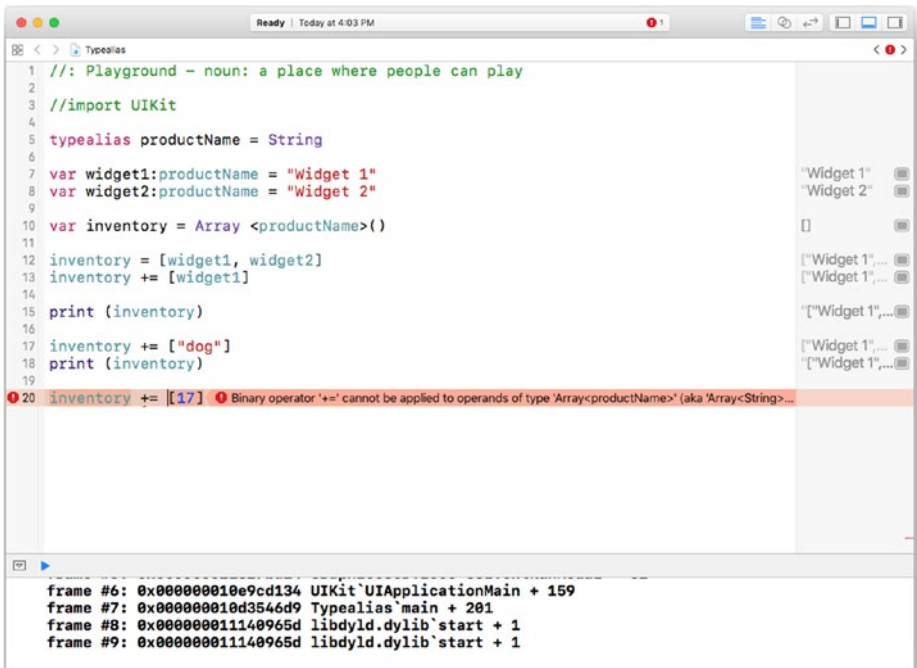 Ready | Today at 4:03 PM
1
Typealias
1 //: Playground – noun: a place where people can play
2
3 //import UIKit
4
5 typealias productName = String
6
7 var widget1:productName = "Widget 1" "Widget 1"
8 var widget2:productName = "Widget 2" "Widget 2"
9
10 var inventory = Array <productName>() []
11
12 inventory = [widget1, widget2] ["Widget 1",...
13 inventory += [widget1] ["Widget 1",...
14
15 print (inventory) "["Widget 1",...
16
17 inventory += ["dog"] ["Widget 1",...
18 print (inventory) "["Widget 1",...
19
20 inventory += [17] Binary operator '+=' cannot be applied to operands of type 'Array<productName>' (aka 'Array<String>...
frame #6: 0x000000010e9cd134 UIKit`UIApplicationMain + 159
frame #7: 0x000000010d3546d9 Typealias`main + 201
frame #8: 0x000000011140965d libdyld.dylib`start + 1
frame #9: 0x000000011140965d libdyld.dylib`start + 1